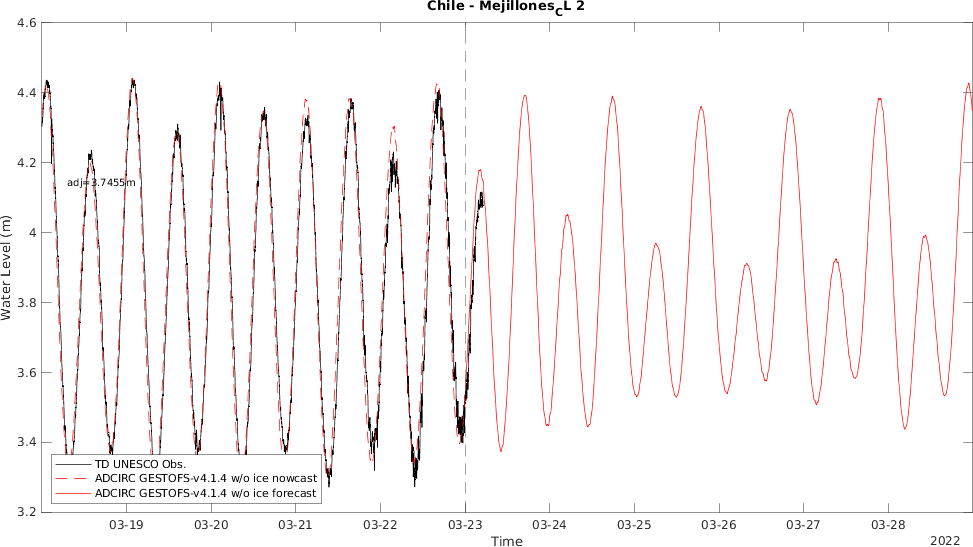 Chile - MejillonesCL 2
4.6
4.4
4.2
4
3.8
3.6
3.4
3.2
Water Level (m)
adj=3.7455m
TD UNESCO Obs.
ADCIRC GESTOFS-v4.1.4 w/o ice nowcast
ADCIRC GESTOFS-v4.1.4 w/o ice forecast
03-19 03-20 03-21 03-22 03-23 03-24 03-25 03-26 03-27 03-28
Time
2022